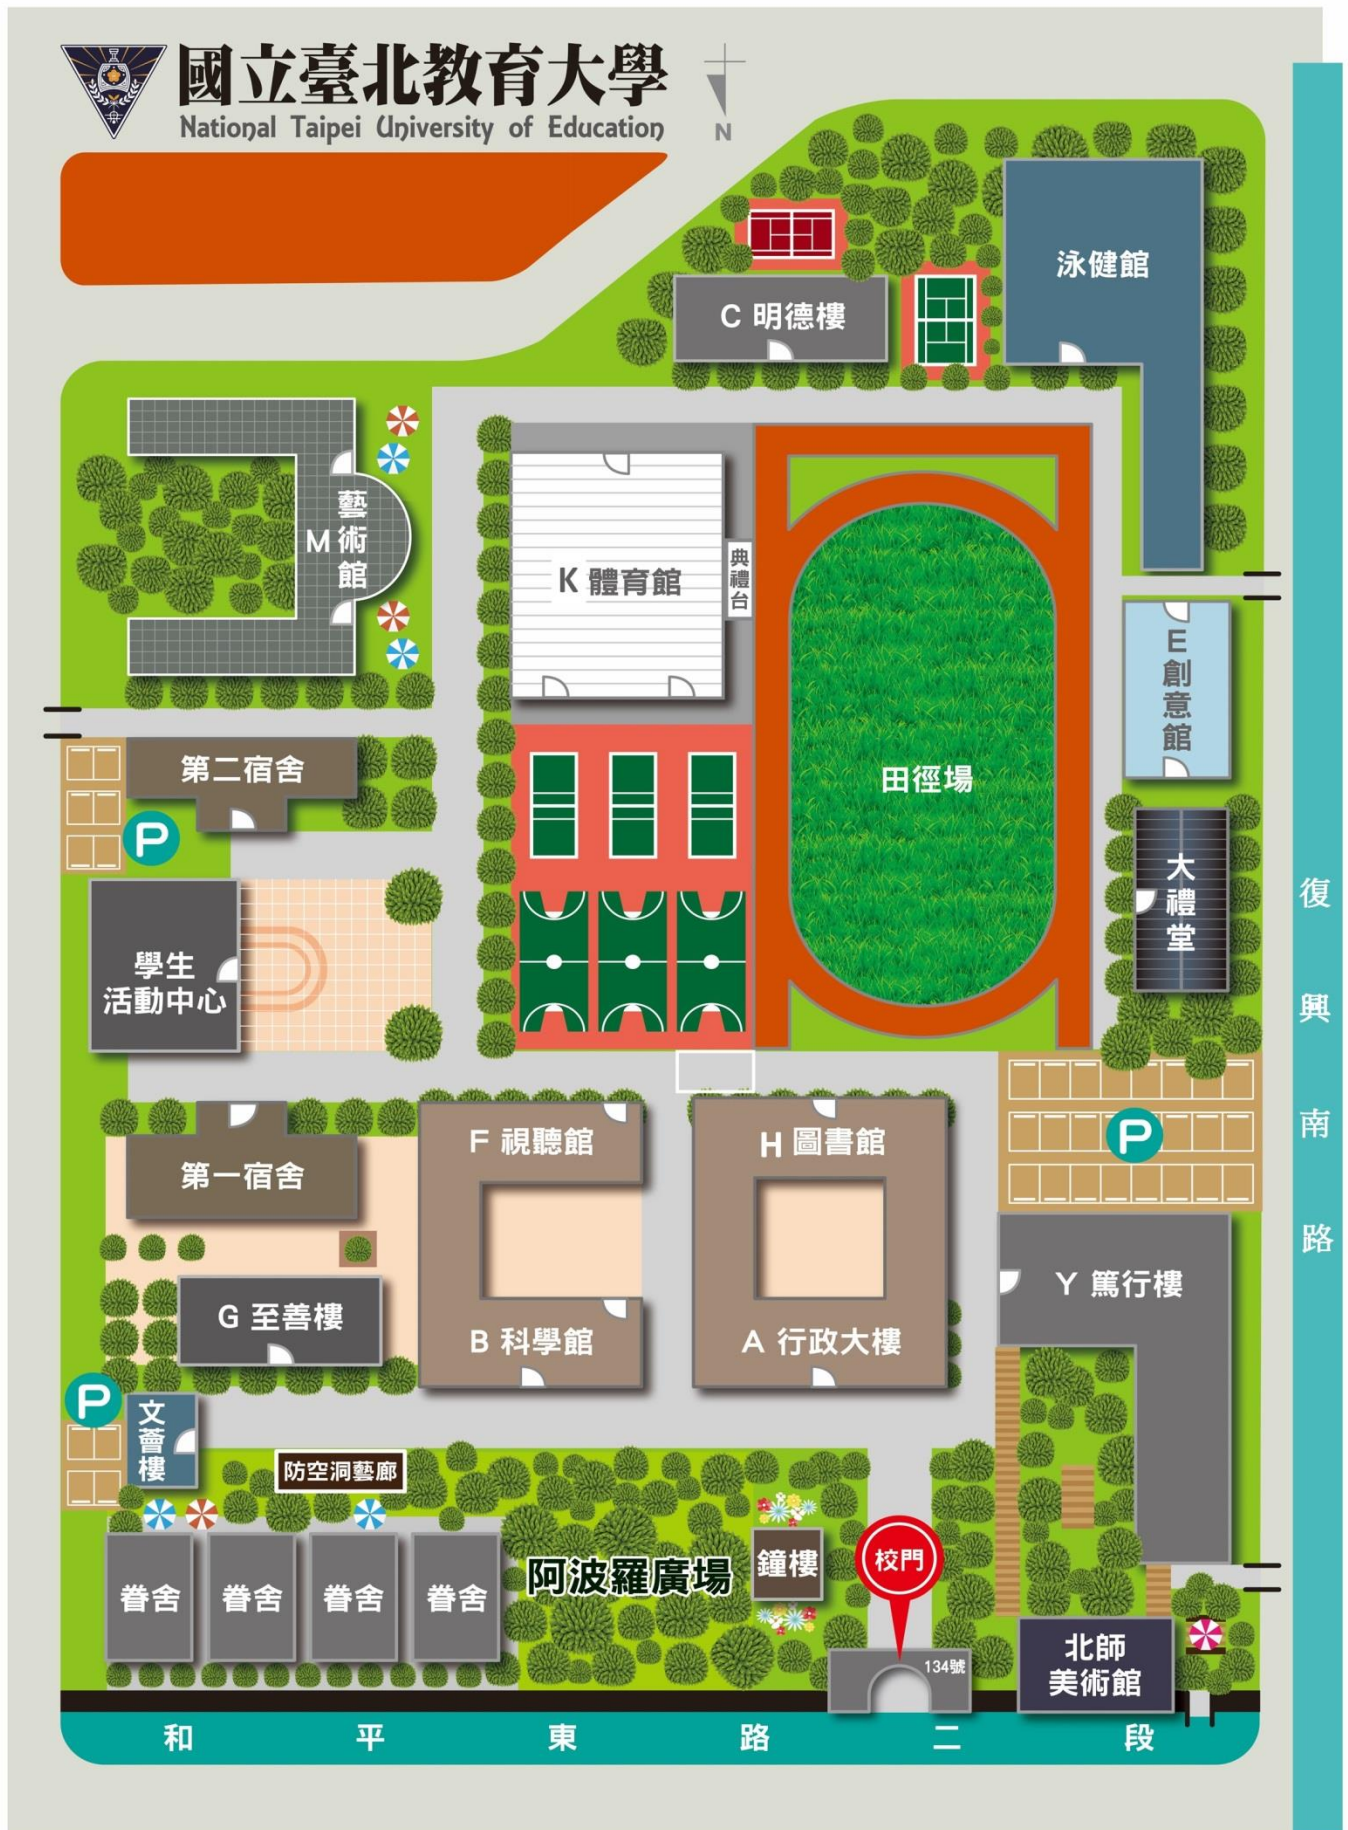 國立臺北教育大學
National Taipei University of Education
N
泳健館
C 明德樓
藝術館
M
K 體育館
典禮台
E
創意館
第二宿舍
P
田徑場
大禮堂
學生
活動中心
復興南路
F 視聽館
H 圖書館
P
第一宿舍
G 至善樓
Y 篤行樓
B 科學館
A 行政大樓
P
文薈樓
防空洞藝廊
阿波羅廣場
鐘樓
校門
眷舍
眷舍
眷舍
眷舍
134號
北師
美術館
和平東路二段